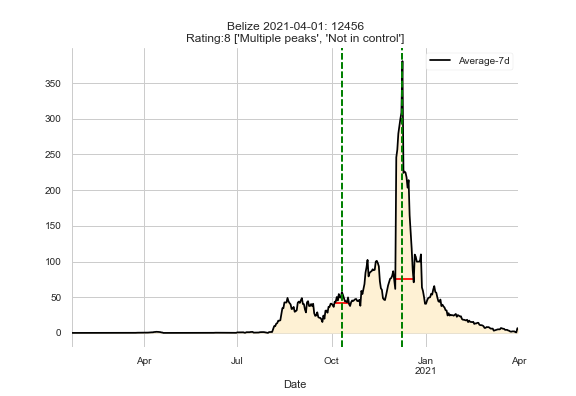 Belize 2021-04-01: 12456
Rating:8 ['Multiple peaks', 'Not in control']
Average-7d
350
300
250
200
150
100
50
0
Apr
Jul
Oct
Jan
2021
Apr
Date